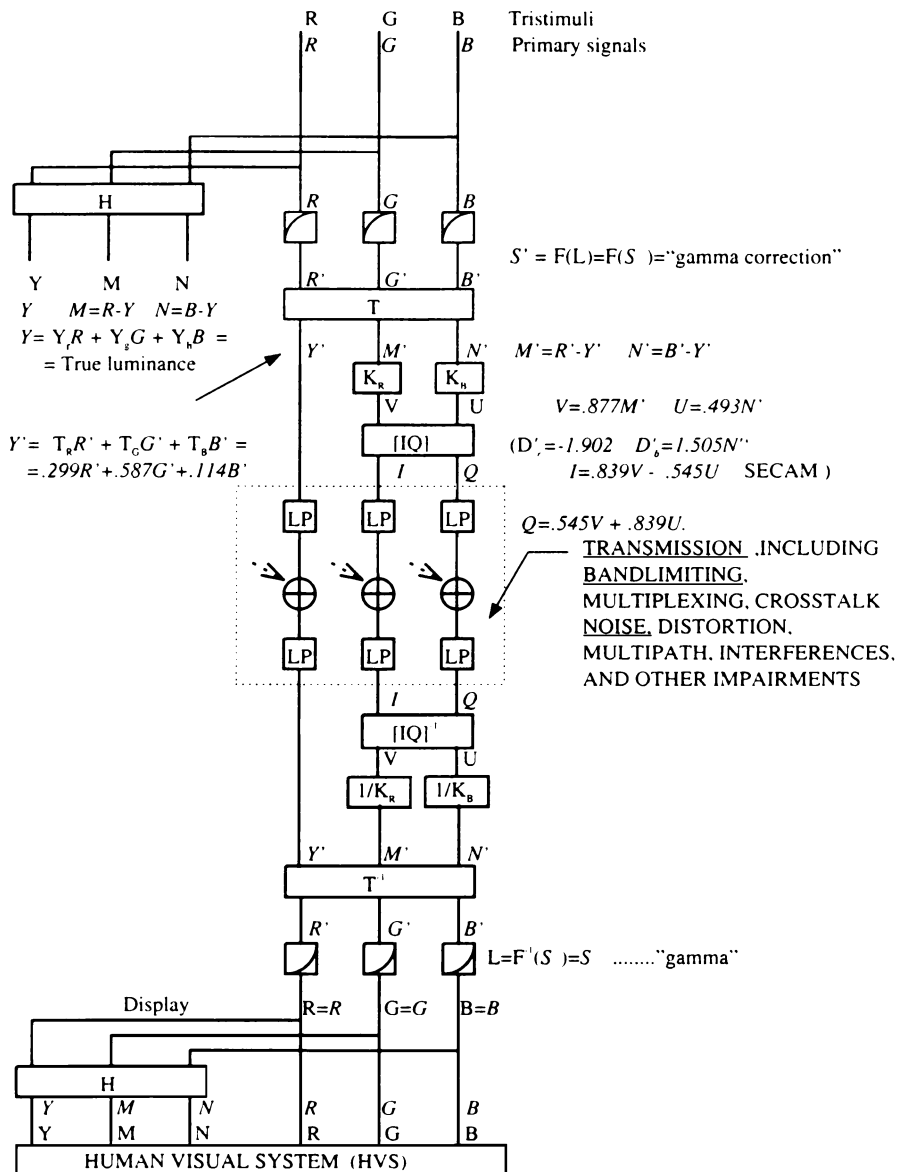 R G B Tristimuli
R G B Primary signals
H
R G B
Y M N
S' = F(L)=F(S )="gamma correction"
R' G' B'
T
Y M=R-Y N=B-Y
Y= YrR + YgG + YbB =
= True luminance
Y' M' N' M'=R'-Y' N'=B'-Y'
KR KB
V U V=.877M' U=.493N'
Y'= TRR' + TGG' + TBB' =
=.299R'+.587G'+.114B'
[IQ] (D'r=-1.902 D'b=1.505N''
I Q I=.839V - .545U SECAM )
LP LP LP Q=.545V + .839U.
TRANSMISSION ,INCLUDING
BANDLIMITING,
MULTIPLEXING, CROSSTALK
NOISE, DISTORTION,
MULTIPATH, INTERFERENCES,
AND OTHER IMPAIRMENTS
LP LP LP
I Q
[IQ]-1
V U
1/KR 1/KB
Y' M' N'
T-1
R' G' B'
L=F-1(S )=S ........"gamma"
Display R=R G=G B=B
H
Y M N R G B
Y M N R G B
HUMAN VISUAL SYSTEM (HVS)